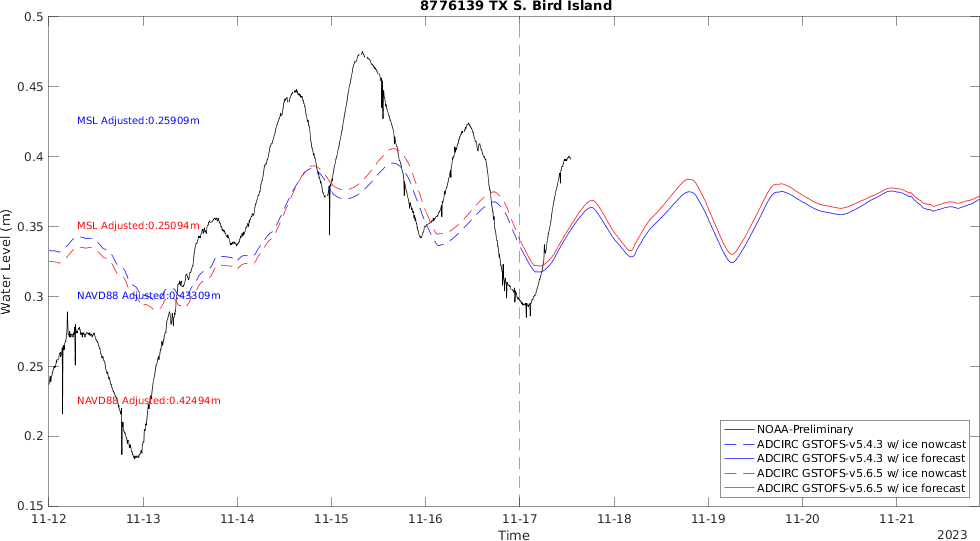 8776139 TX S. Bird Island
0.5
0.45
0.4
0.35
0.3
0.25
0.2
0.15
Water Level (m)
MSL Adjusted:0.25909m
MSL Adjusted:0.25094m
NAVD88 Adjusted:0.43309m
NAVD88 Adjusted:0.42494m
NOAA-Preliminary
ADCIRC GSTOFS-v5.4.3 w/ ice nowcast
ADCIRC GSTOFS-v5.4.3 w/ ice forecast
ADCIRC GSTOFS-v5.6.5 w/ ice nowcast
ADCIRC GSTOFS-v5.6.5 w/ ice forecast
11-12 11-13 11-14 11-15 11-16 11-17 11-18 11-19 11-20 11-21
Time
2023